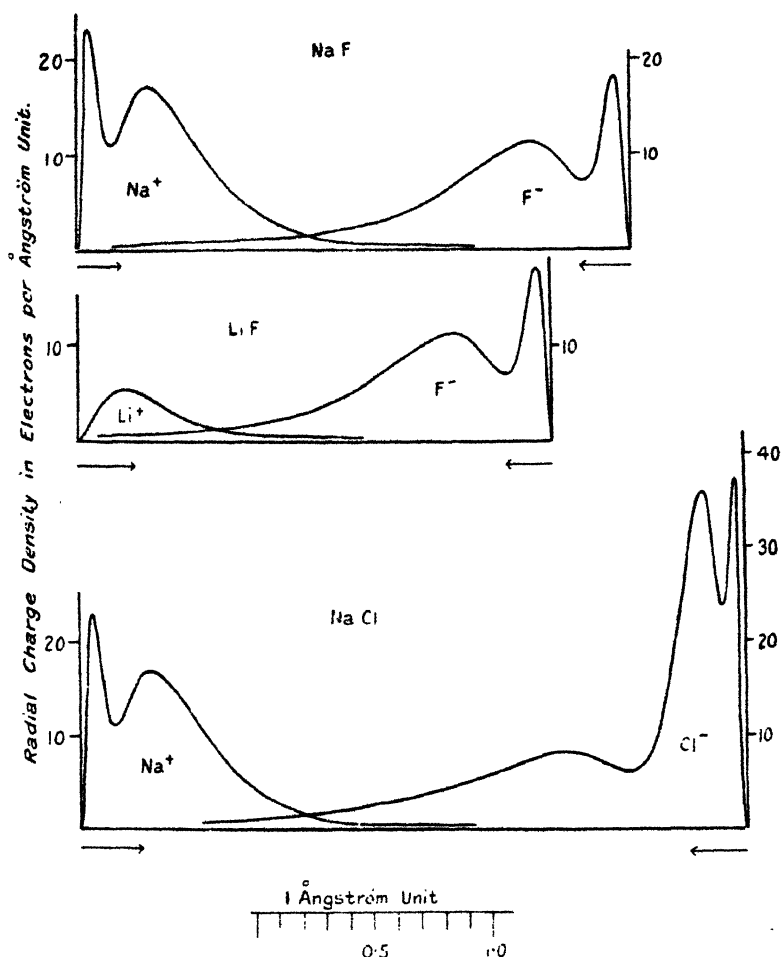 Radial Charge Density in Electrons per Ångström Unit.
Na F
20
10
20
10
Na⁺
F⁻
Li F
10
10
Li⁺
F⁻
Na Cl
20
10
40
30
20
10
Na⁺
Cl⁻
1 Ångström Unit
0·5
1·0